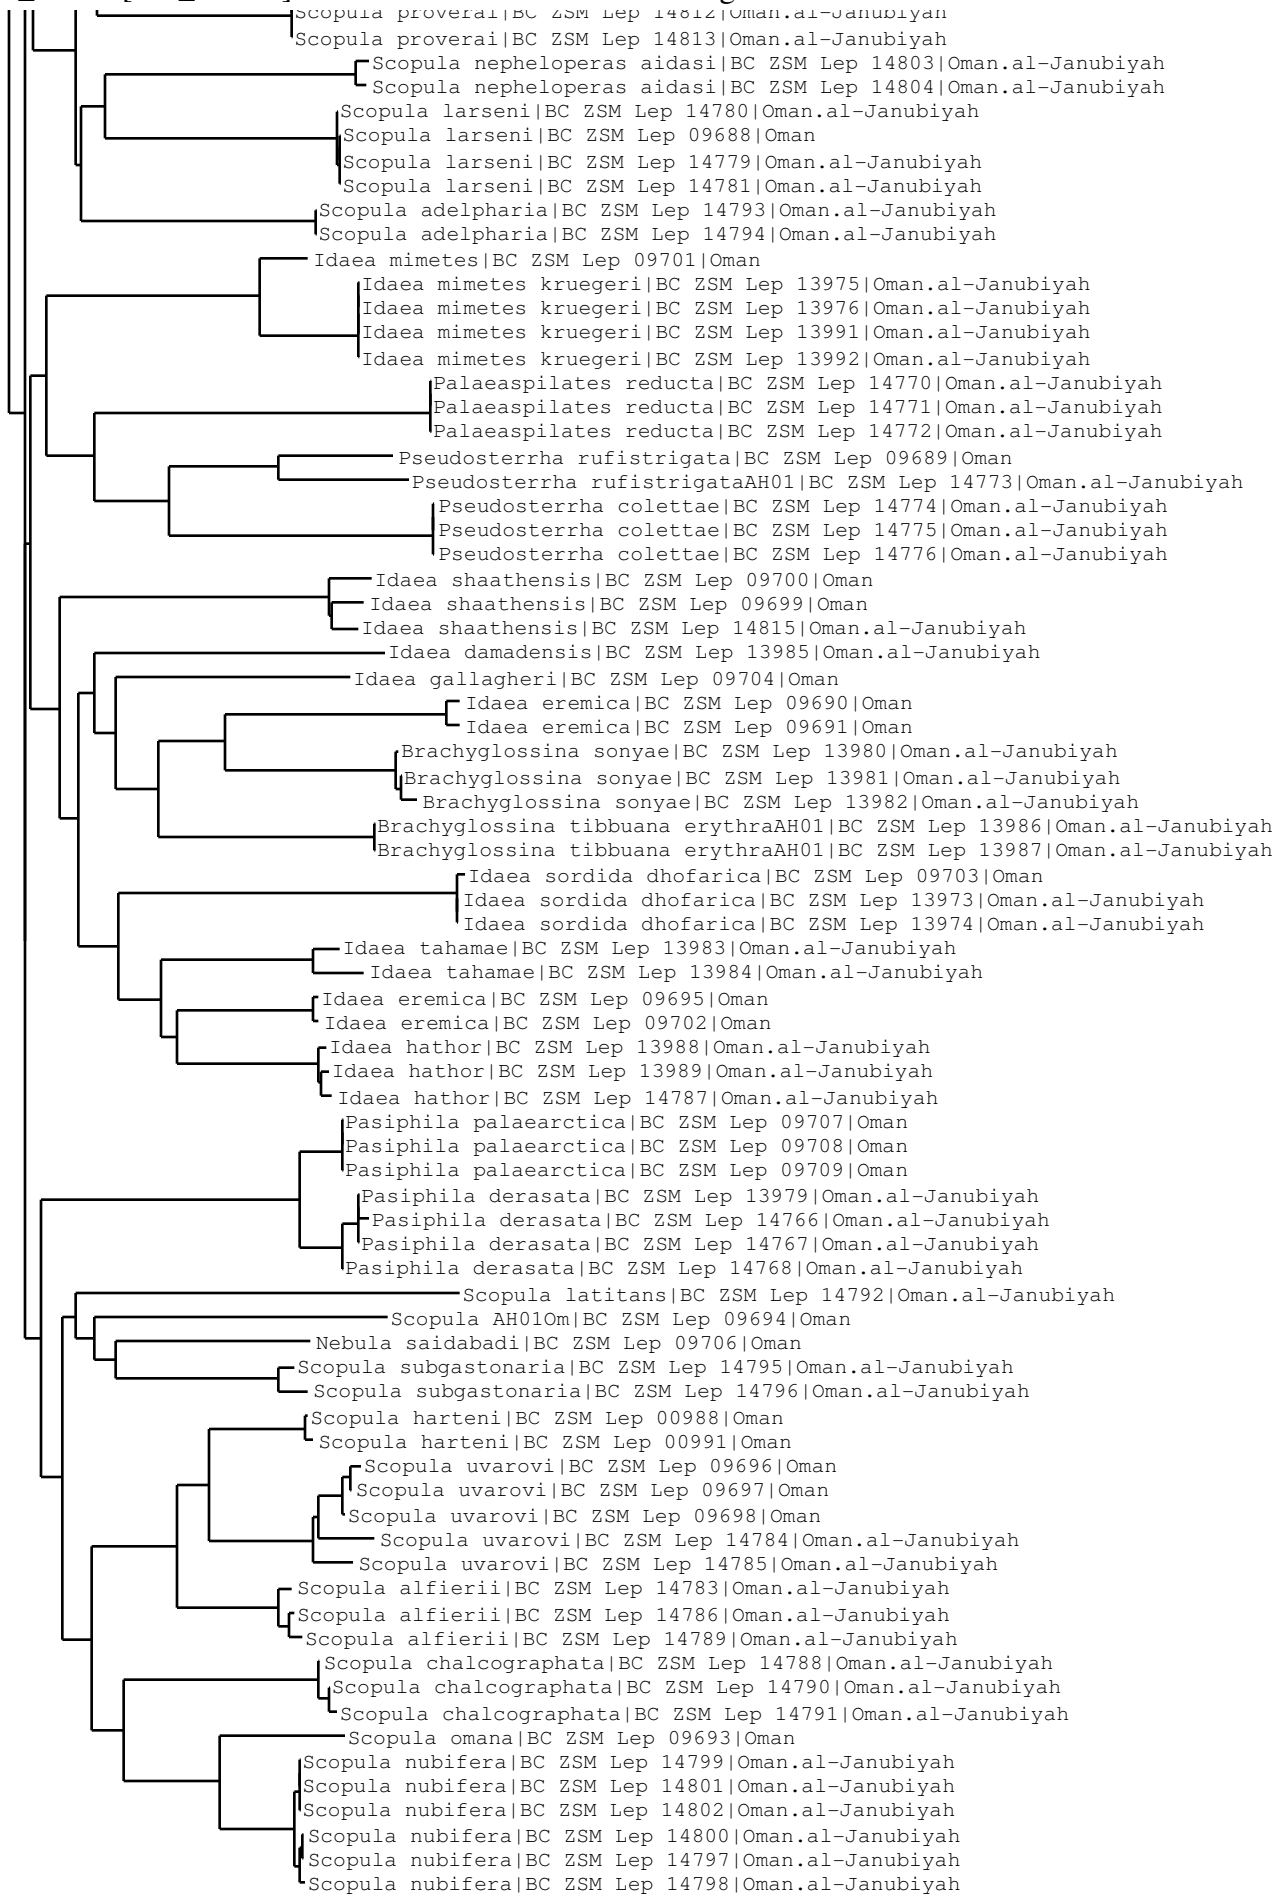 Scopula proverai|BC ZSM Lep 14812|Oman.al-Janubiyah
Scopula proverai|BC ZSM Lep 14813|Oman.al-Janubiyah
Scopula nepheloperas aidasi|BC ZSM Lep 14803|Oman.al-Janubiyah
Scopula nepheloperas aidasi|BC ZSM Lep 14804|Oman.al-Janubiyah
Scopula larseni|BC ZSM Lep 14780|Oman.al-Janubiyah
Scopula larseni|BC ZSM Lep 09688|Oman
Scopula larseni|BC ZSM Lep 14779|Oman.al-Janubiyah
Scopula larseni|BC ZSM Lep 14781|Oman.al-Janubiyah
Scopula adelpharia|BC ZSM Lep 14793|Oman.al-Janubiyah
Scopula adelpharia|BC ZSM Lep 14794|Oman.al-Janubiyah
Idaea mimetes|BC ZSM Lep 09701|Oman
Idaea mimetes kruegeri|BC ZSM Lep 13975|Oman.al-Janubiyah
Idaea mimetes kruegeri|BC ZSM Lep 13976|Oman.al-Janubiyah
Idaea mimetes kruegeri|BC ZSM Lep 13991|Oman.al-Janubiyah
Idaea mimetes kruegeri|BC ZSM Lep 13992|Oman.al-Janubiyah
Palaeaspilates reducta|BC ZSM Lep 14770|Oman.al-Janubiyah
Palaeaspilates reducta|BC ZSM Lep 14771|Oman.al-Janubiyah
Palaeaspilates reducta|BC ZSM Lep 14772|Oman.al-Janubiyah
Pseudosterrha rufistrigata|BC ZSM Lep 09689|Oman
Pseudosterrha rufistrigataAH01|BC ZSM Lep 14773|Oman.al-Janubiyah
Pseudosterrha colettae|BC ZSM Lep 14774|Oman.al-Janubiyah
Pseudosterrha colettae|BC ZSM Lep 14775|Oman.al-Janubiyah
Pseudosterrha colettae|BC ZSM Lep 14776|Oman.al-Janubiyah
Idaea shaathensis|BC ZSM Lep 09700|Oman
Idaea shaathensis|BC ZSM Lep 09699|Oman
Idaea shaathensis|BC ZSM Lep 14815|Oman.al-Janubiyah
Idaea damadensis|BC ZSM Lep 13985|Oman.al-Janubiyah
Idaea gallagheri|BC ZSM Lep 09704|Oman
Idaea eremica|BC ZSM Lep 09690|Oman
Idaea eremica|BC ZSM Lep 09691|Oman
Brachyglossina sonyae|BC ZSM Lep 13980|Oman.al-Janubiyah
Brachyglossina sonyae|BC ZSM Lep 13981|Oman.al-Janubiyah
Brachyglossina sonyae|BC ZSM Lep 13982|Oman.al-Janubiyah
Brachyglossina tibbuana erythraAH01|BC ZSM Lep 13986|Oman.al-Janubiyah
Brachyglossina tibbuana erythraAH01|BC ZSM Lep 13987|Oman.al-Janubiyah
Idaea sordida dhofarica|BC ZSM Lep 09703|Oman
Idaea sordida dhofarica|BC ZSM Lep 13973|Oman.al-Janubiyah
Idaea sordida dhofarica|BC ZSM Lep 13974|Oman.al-Janubiyah
Idaea tahamae|BC ZSM Lep 13983|Oman.al-Janubiyah
Idaea tahamae|BC ZSM Lep 13984|Oman.al-Janubiyah
Idaea eremica|BC ZSM Lep 09695|Oman
Idaea eremica|BC ZSM Lep 09702|Oman
Idaea hathor|BC ZSM Lep 13988|Oman.al-Janubiyah
Idaea hathor|BC ZSM Lep 13989|Oman.al-Janubiyah
Idaea hathor|BC ZSM Lep 14787|Oman.al-Janubiyah
Pasiphila palaearctica|BC ZSM Lep 09707|Oman
Pasiphila palaearctica|BC ZSM Lep 09708|Oman
Pasiphila palaearctica|BC ZSM Lep 09709|Oman
Pasiphila derasata|BC ZSM Lep 13979|Oman.al-Janubiyah
Pasiphila derasata|BC ZSM Lep 14766|Oman.al-Janubiyah
Pasiphila derasata|BC ZSM Lep 14767|Oman.al-Janubiyah
Pasiphila derasata|BC ZSM Lep 14768|Oman.al-Janubiyah
Scopula latitans|BC ZSM Lep 14792|Oman.al-Janubiyah
Scopula AH01Om|BC ZSM Lep 09694|Oman
Nebula saidabadi|BC ZSM Lep 09706|Oman
Scopula subgastonaria|BC ZSM Lep 14795|Oman.al-Janubiyah
Scopula subgastonaria|BC ZSM Lep 14796|Oman.al-Janubiyah
Scopula harteni|BC ZSM Lep 00988|Oman
Scopula harteni|BC ZSM Lep 00991|Oman
Scopula uvarovi|BC ZSM Lep 09696|Oman
Scopula uvarovi|BC ZSM Lep 09697|Oman
Scopula uvarovi|BC ZSM Lep 09698|Oman
Scopula uvarovi|BC ZSM Lep 14784|Oman.al-Janubiyah
Scopula uvarovi|BC ZSM Lep 14785|Oman.al-Janubiyah
Scopula alfierii|BC ZSM Lep 14783|Oman.al-Janubiyah
Scopula alfierii|BC ZSM Lep 14786|Oman.al-Janubiyah
Scopula alfierii|BC ZSM Lep 14789|Oman.al-Janubiyah
Scopula chalcographata|BC ZSM Lep 14788|Oman.al-Janubiyah
Scopula chalcographata|BC ZSM Lep 14790|Oman.al-Janubiyah
Scopula chalcographata|BC ZSM Lep 14791|Oman.al-Janubiyah
Scopula omana|BC ZSM Lep 09693|Oman
Scopula nubifera|BC ZSM Lep 14799|Oman.al-Janubiyah
Scopula nubifera|BC ZSM Lep 14801|Oman.al-Janubiyah
Scopula nubifera|BC ZSM Lep 14802|Oman.al-Janubiyah
Scopula nubifera|BC ZSM Lep 14800|Oman.al-Janubiyah
Scopula nubifera|BC ZSM Lep 14797|Oman.al-Janubiyah
Scopula nubifera|BC ZSM Lep 14798|Oman.al-Janubiyah